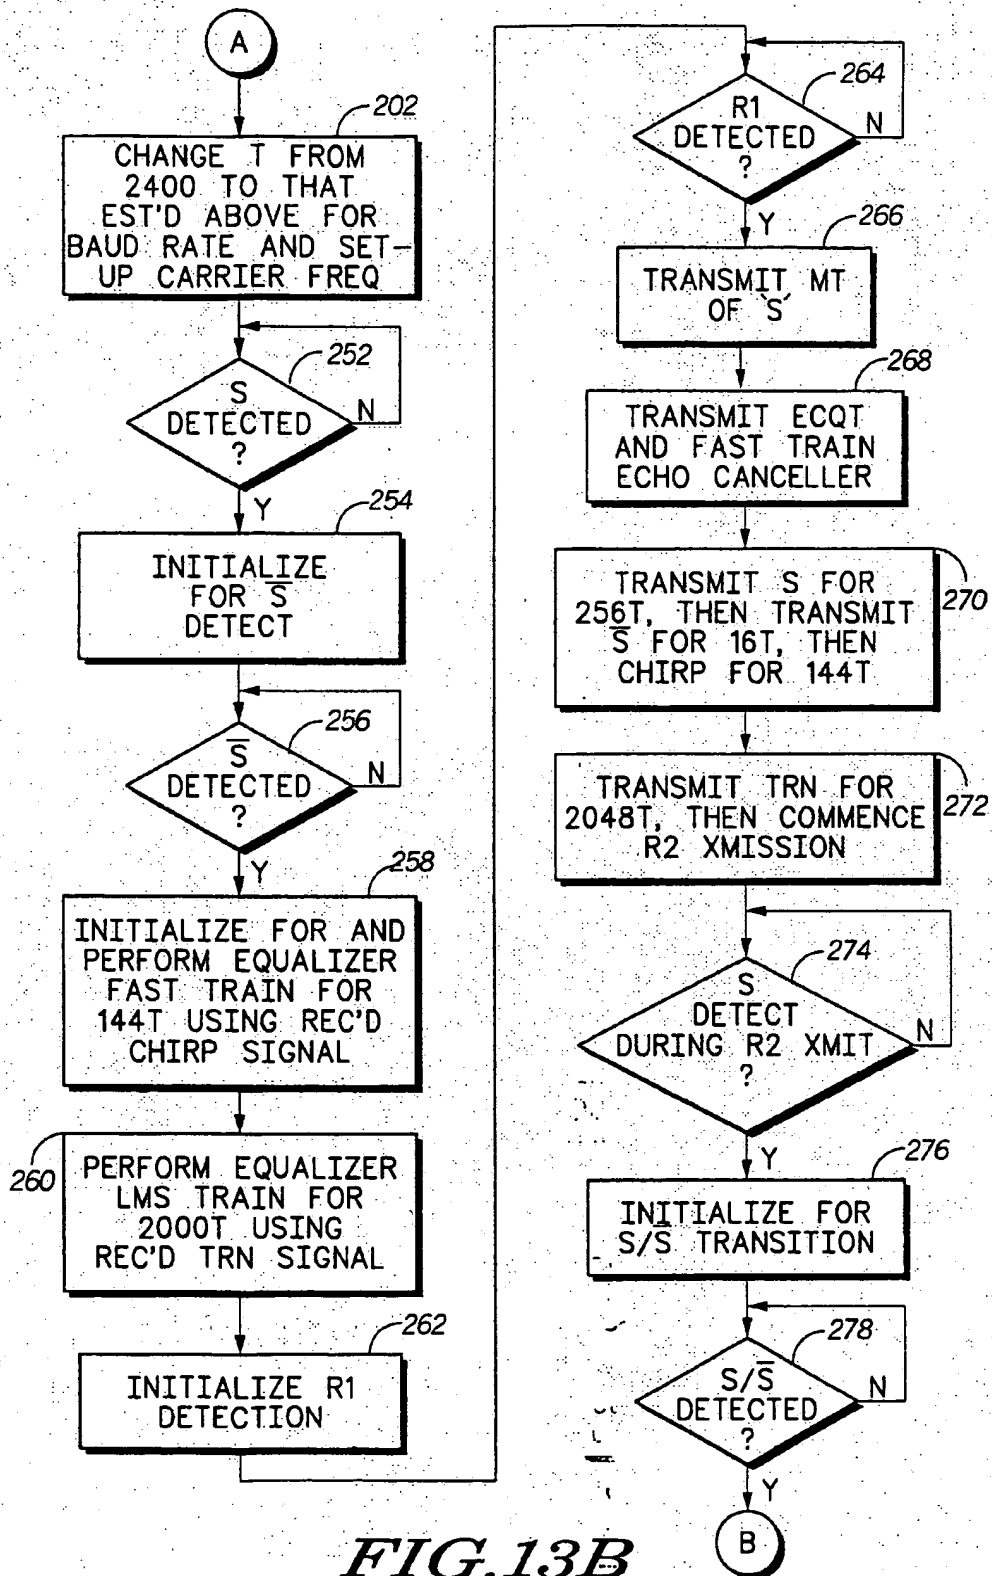 A
202
CHANGE T FROM
2400 TO THAT
EST'D ABOVE FOR
BAUD RATE AND SET-
UP CARRIER FREQ
252
S
DETECTED
?
N
Y
254
INITIALIZE
FOR S̅
DETECT
256
S̅
DETECTED
?
N
Y
258
INITIALIZE FOR AND
PERFORM EQUALIZER
FAST TRAIN FOR
144T USING REC'D
CHIRP SIGNAL
260
PERFORM EQUALIZER
LMS TRAIN FOR
2000T USING
REC'D TRN SIGNAL
262
INITIALIZE R1
DETECTION
264
R1
DETECTED
?
N
Y
266
TRANSMIT MT
OF 'S'
268
TRANSMIT ECQT
AND FAST TRAIN
ECHO CANCELLER
270
TRANSMIT S FOR
256T, THEN TRANSMIT
S̅ FOR 16T, THEN
CHIRP FOR 144T
272
TRANSMIT TRN FOR
2048T, THEN COMMENCE
R2 XMISSION
274
S
DETECT
DURING R2 XMIT
?
N
Y
276
INITIALIZE FOR
S/S̅ TRANSITION
278
S/S̅
DETECTED
?
N
Y
B
FIG.13B